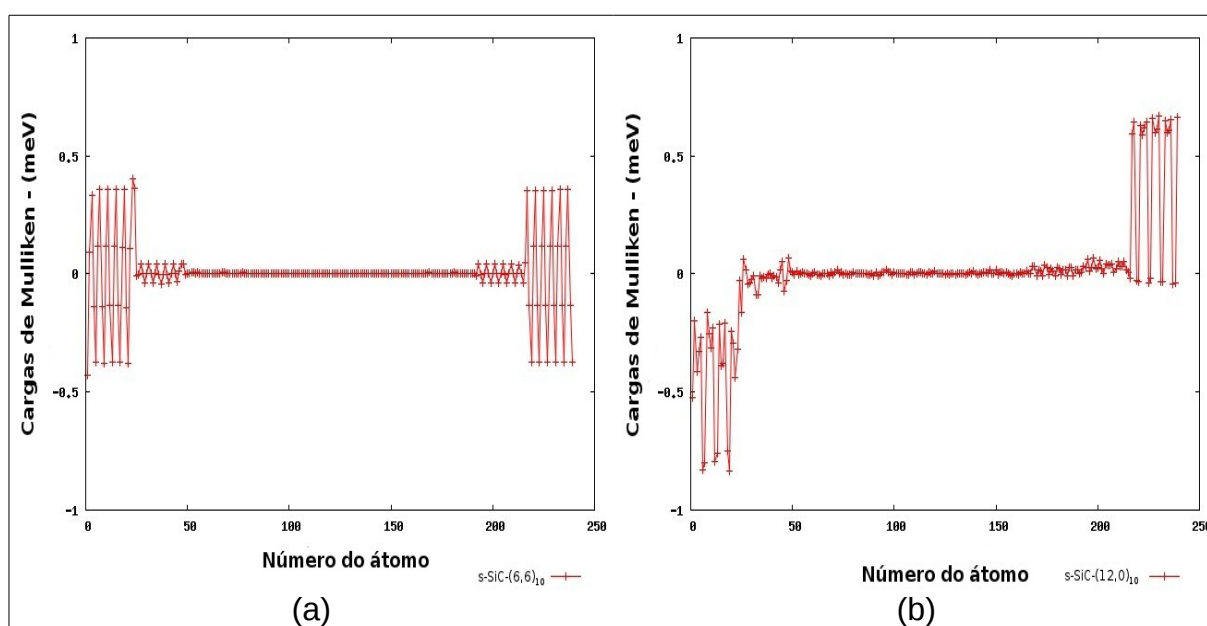 Cargas de Mulliken - (meV)
1
0.5
0
-0.5
-1
0 50 100 150 200 250
Número do átomo
s-SiC-(6,6)10
(a)
Cargas de Mulliken - (meV)
1
0.5
0
-0.5
-1
0 50 100 150 200 250
Número do átomo
s-SiC-(12,0)10
(b)